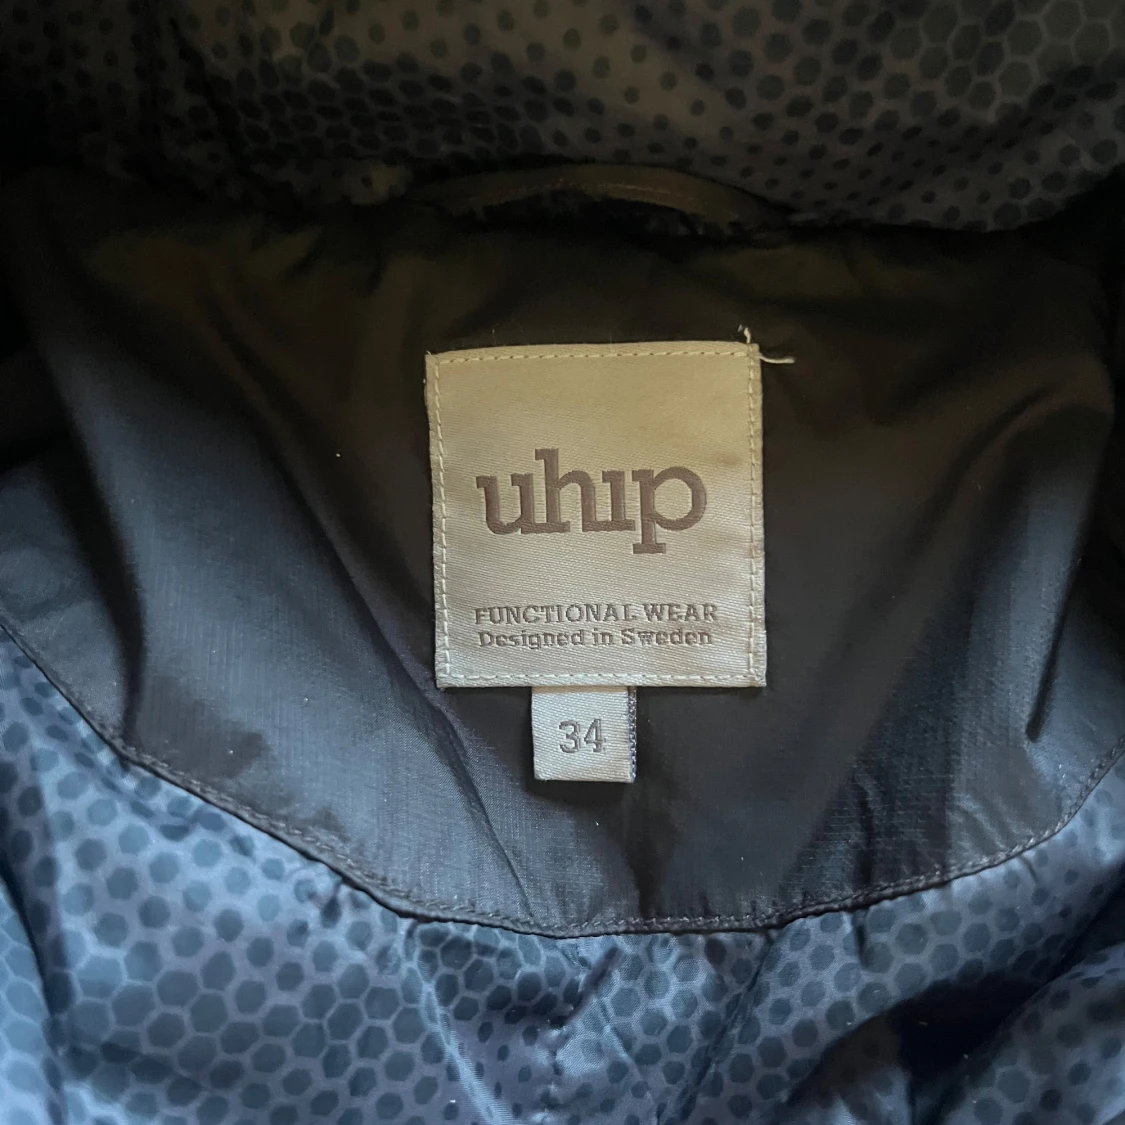 uhip
FUNCTIONAL WEAR
Designed in Sweden
34